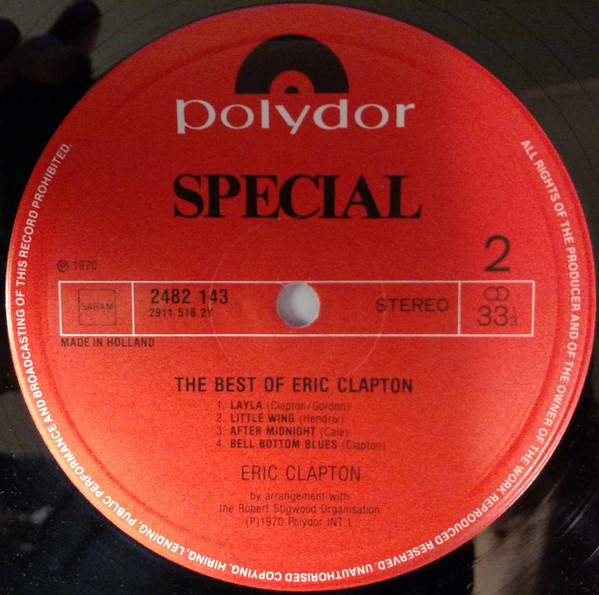 polydor
SPECIAL
2
℗ 1970
SABAM
2482 143
2911 518 2Y
STEREO
33 1/3
MADE IN HOLLAND
THE BEST OF ERIC CLAPTON
1. LAYLA (Clapton/Gordon)
2. LITTLE WING (Hendrix)
3. AFTER MIDNIGHT (Cale)
4. BELL BOTTOM BLUES (Clapton)
ERIC CLAPTON
by arrangement with
the Robert Stigwood Orgamisation
(P)1970 Polydor INT.
ALL RIGHTS OF THE PRODUCER AND OF THE OWNER OF THE WORK REPRODUCED RESERVED. UNAUTHORISED COPYING, HIRING, LENDING, PUBLIC PERFORMANCE AND BROADCASTING OF THIS RECORD PROHIBITED.